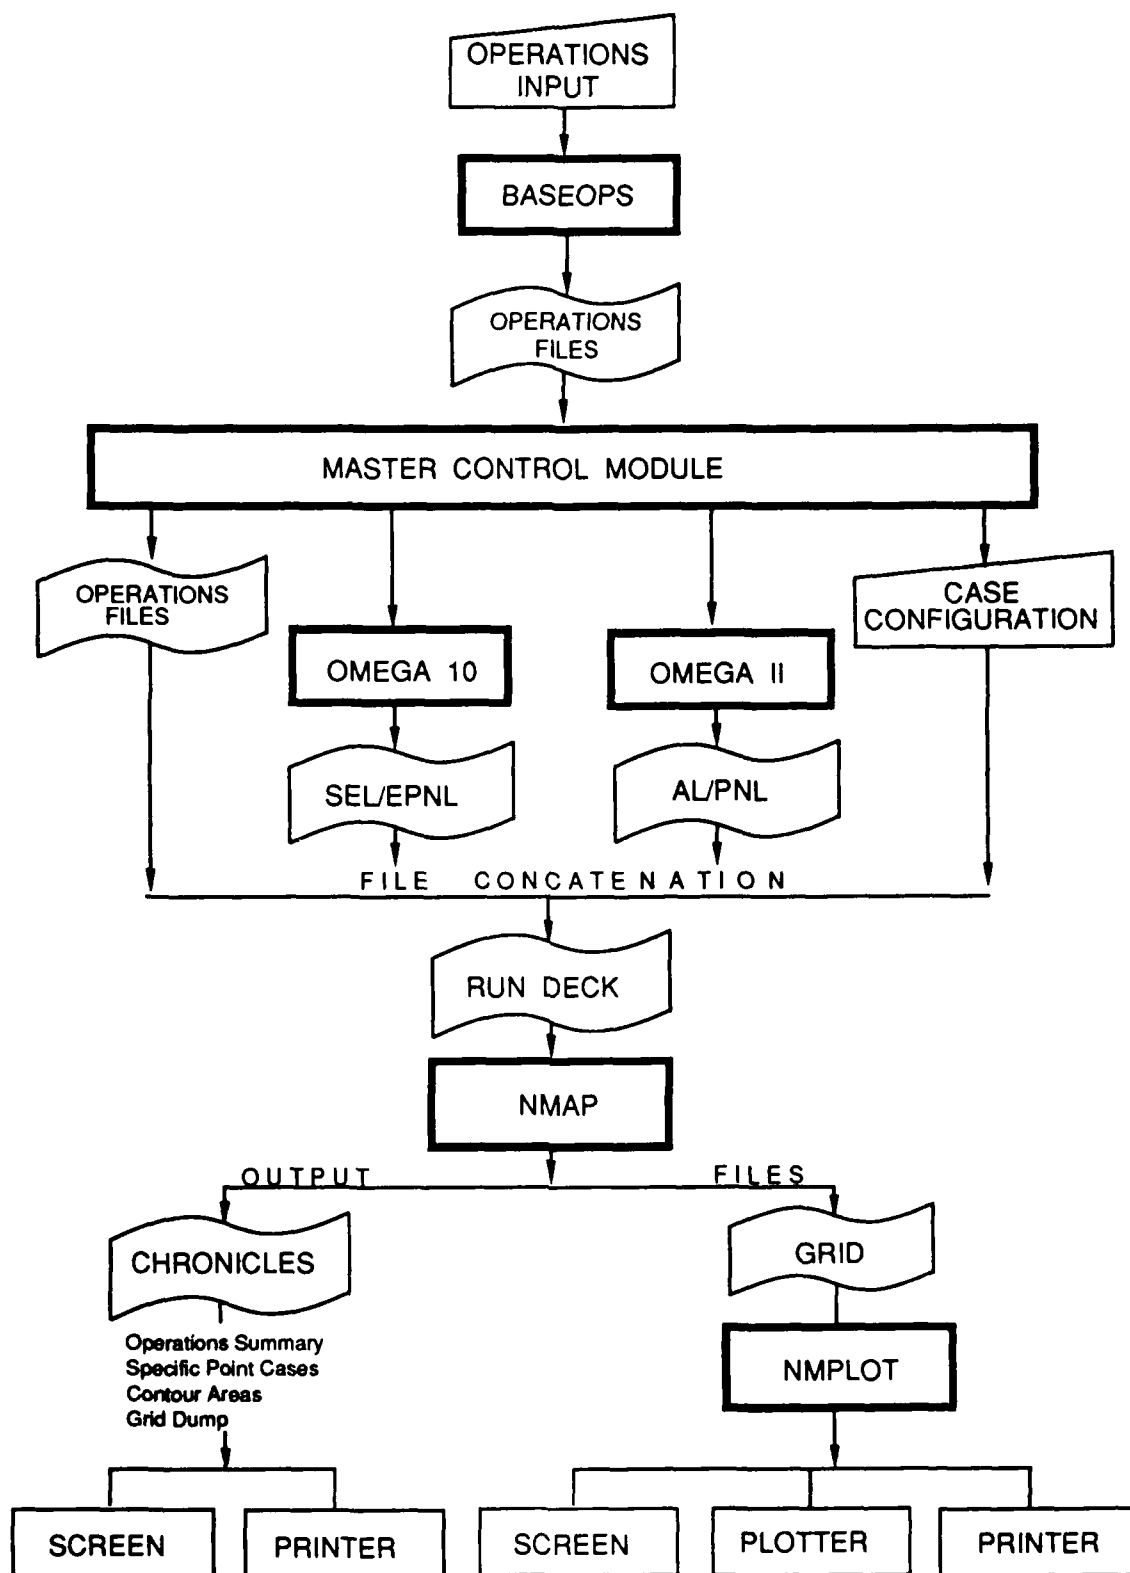 OPERATIONS
INPUT
BASEOPS
OPERATIONS
FILES
MASTER CONTROL MODULE
OPERATIONS
FILES
CASE
CONFIGURATION
OMEGA 10
OMEGA II
SEL/EPNL
AL/PNL
FILE CONCATENATION
RUN DECK
NMAP
OUTPUT FILES
CHRONICLES
GRID
Operations Summary
Specific Point Cases
Contour Areas
Grid Dump
NMPLOT
SCREEN
PRINTER
SCREEN
PLOTTER
PRINTER